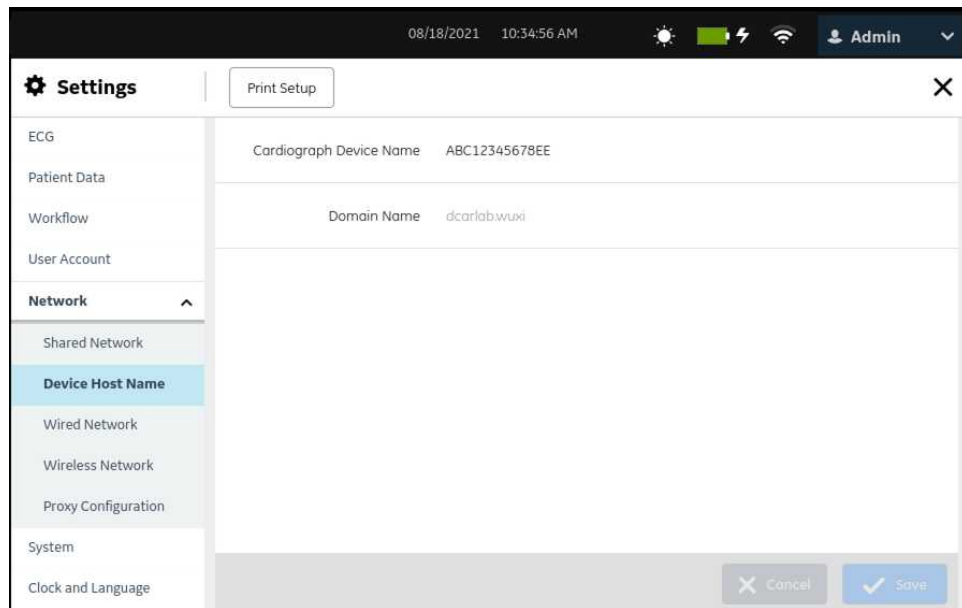 08/18/2021 10:34:56 AM Admin
Settings Print Setup
ECG
Cardiograph Device Name ABC12345678EE
Patient Data
Domain Name dcarlab.wuxi
Workflow
User Account
Network
Shared Network
Device Host Name
Wired Network
Wireless Network
Proxy Configuration
System
Clock and Language
Cancel Save